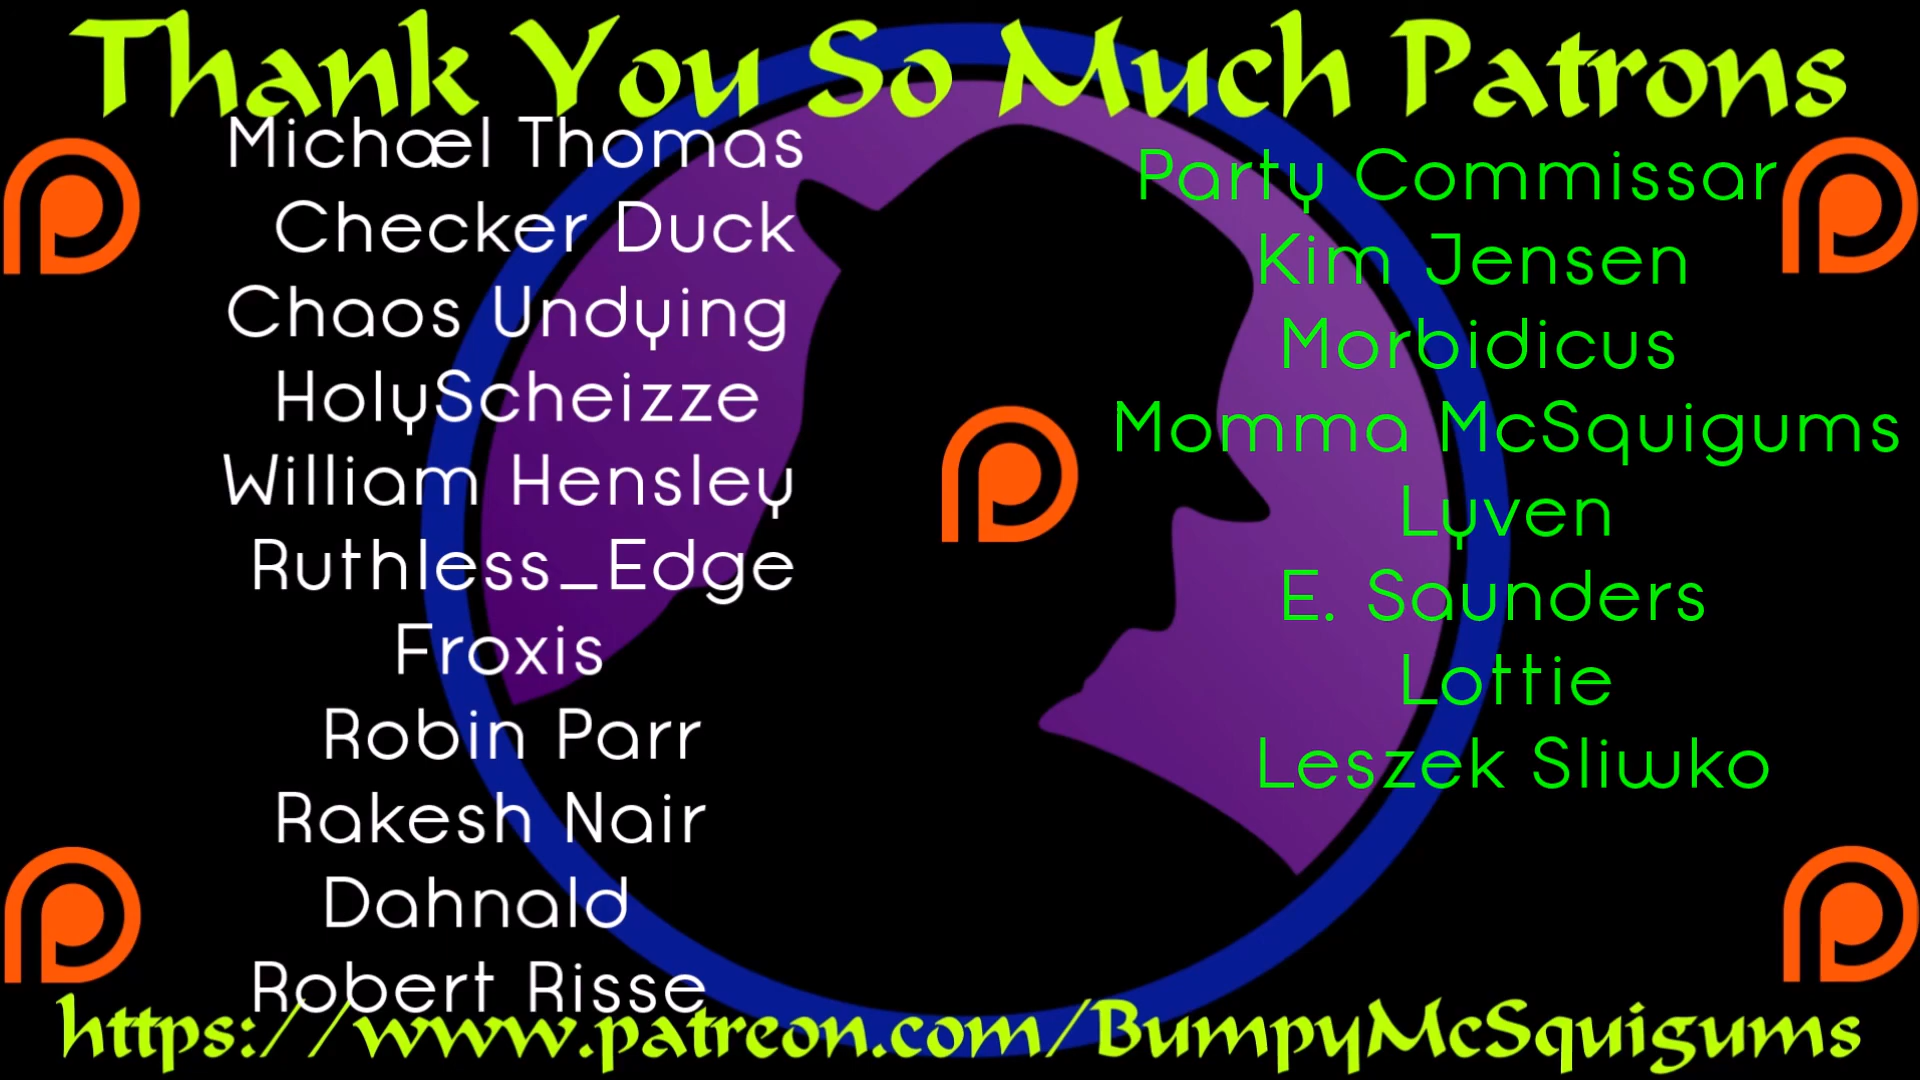 Thank You So Much Patrons
Michael Thomas
Checker Duck
Chaos Undying
HolyScheizze
William Hensley
Ruthless_Edge
Froxis
Robin Parr
Rakesh Nair
Dahnald
Robert Risse
Party Commissar
Kim Jensen
Morbidicus
Momma McSquigums
Lyven
E. Saunders
Lottie
Leszek Sliwko
https://www.patreon.com/BumpyMcSquigums